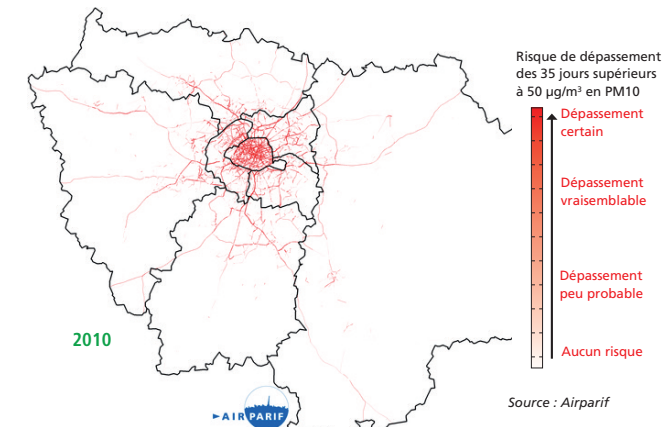 Risque de dépassement
des 35 jours supérieurs
à 50 µg/m³ en PM10
Dépassement
certain
Dépassement
vraisemblable
Dépassement
peu probable
Aucun risque
2010
Source : Airparif
AIRPARIF